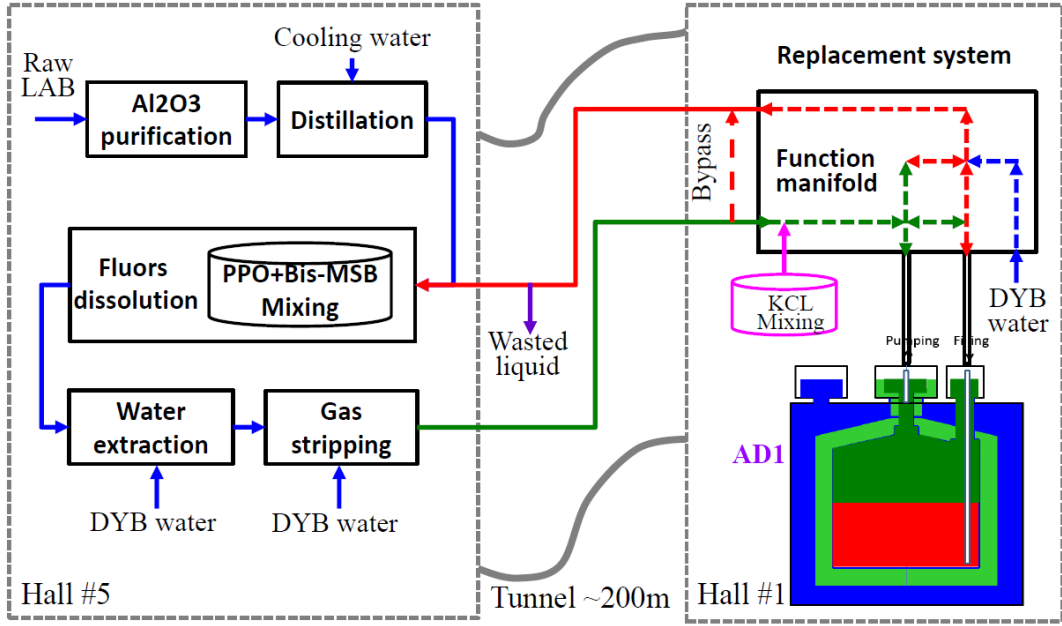 Cooling water
Raw
LAB
Al2O3
purification
Distillation
Fluors
dissolution
PPO+Bis-MSB
Mixing
Wasted
liquid
Water
extraction
Gas
stripping
DYB water
DYB water
Hall #5
Tunnel ~200m
Replacement system
Bypass
Function
manifold
KCL
Mixing
DYB
water
Pumping
AD1
Hall #1